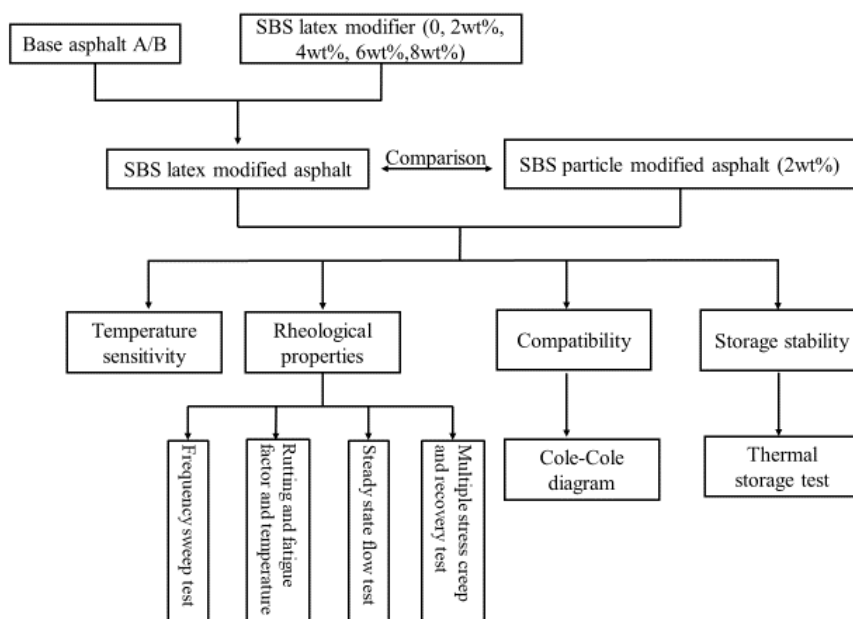 Base asphalt A/B
SBS latex modifier (0, 2wt%,
4wt%, 6wt%,8wt%)
SBS latex modified asphalt
Comparison
SBS particle modified asphalt (2wt%)
Temperature
sensitivity
Rheological
properties
Compatibility
Storage stability
Frequency sweep test
Rutting and fatigue
factor and temperature
Steady state flow test
Multiple stress creep
and recovery test
Cole-Cole
diagram
Thermal
storage test